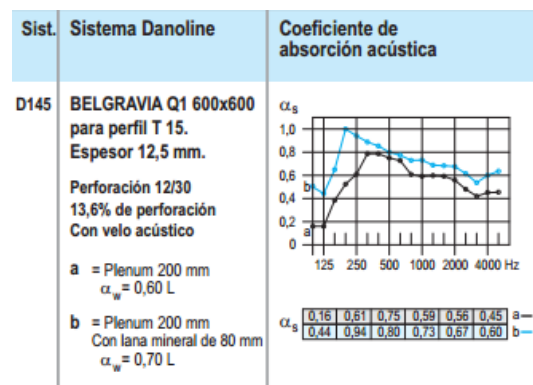 Sist.
Sistema Danoline
Coeficiente de
absorción acústica
D145
BELGRAVIA Q1 600x600
para perfil T 15.
Espesor 12,5 mm.
Perforación 12/30
13,6% de perforación
Con velo acústico
a = Plenum 200 mm
αw= 0,60 L
b = Plenum 200 mm
Con lana mineral de 80 mm
αw= 0,70 L
αs
1,0
0,8
0,6
b
0,4
0,2
a
0
125 250 500 1000 2000 4000 Hz
αs
0,16 0,61 0,75 0,59 0,56 0,45 a
0,44 0,94 0,80 0,73 0,67 0,60 b